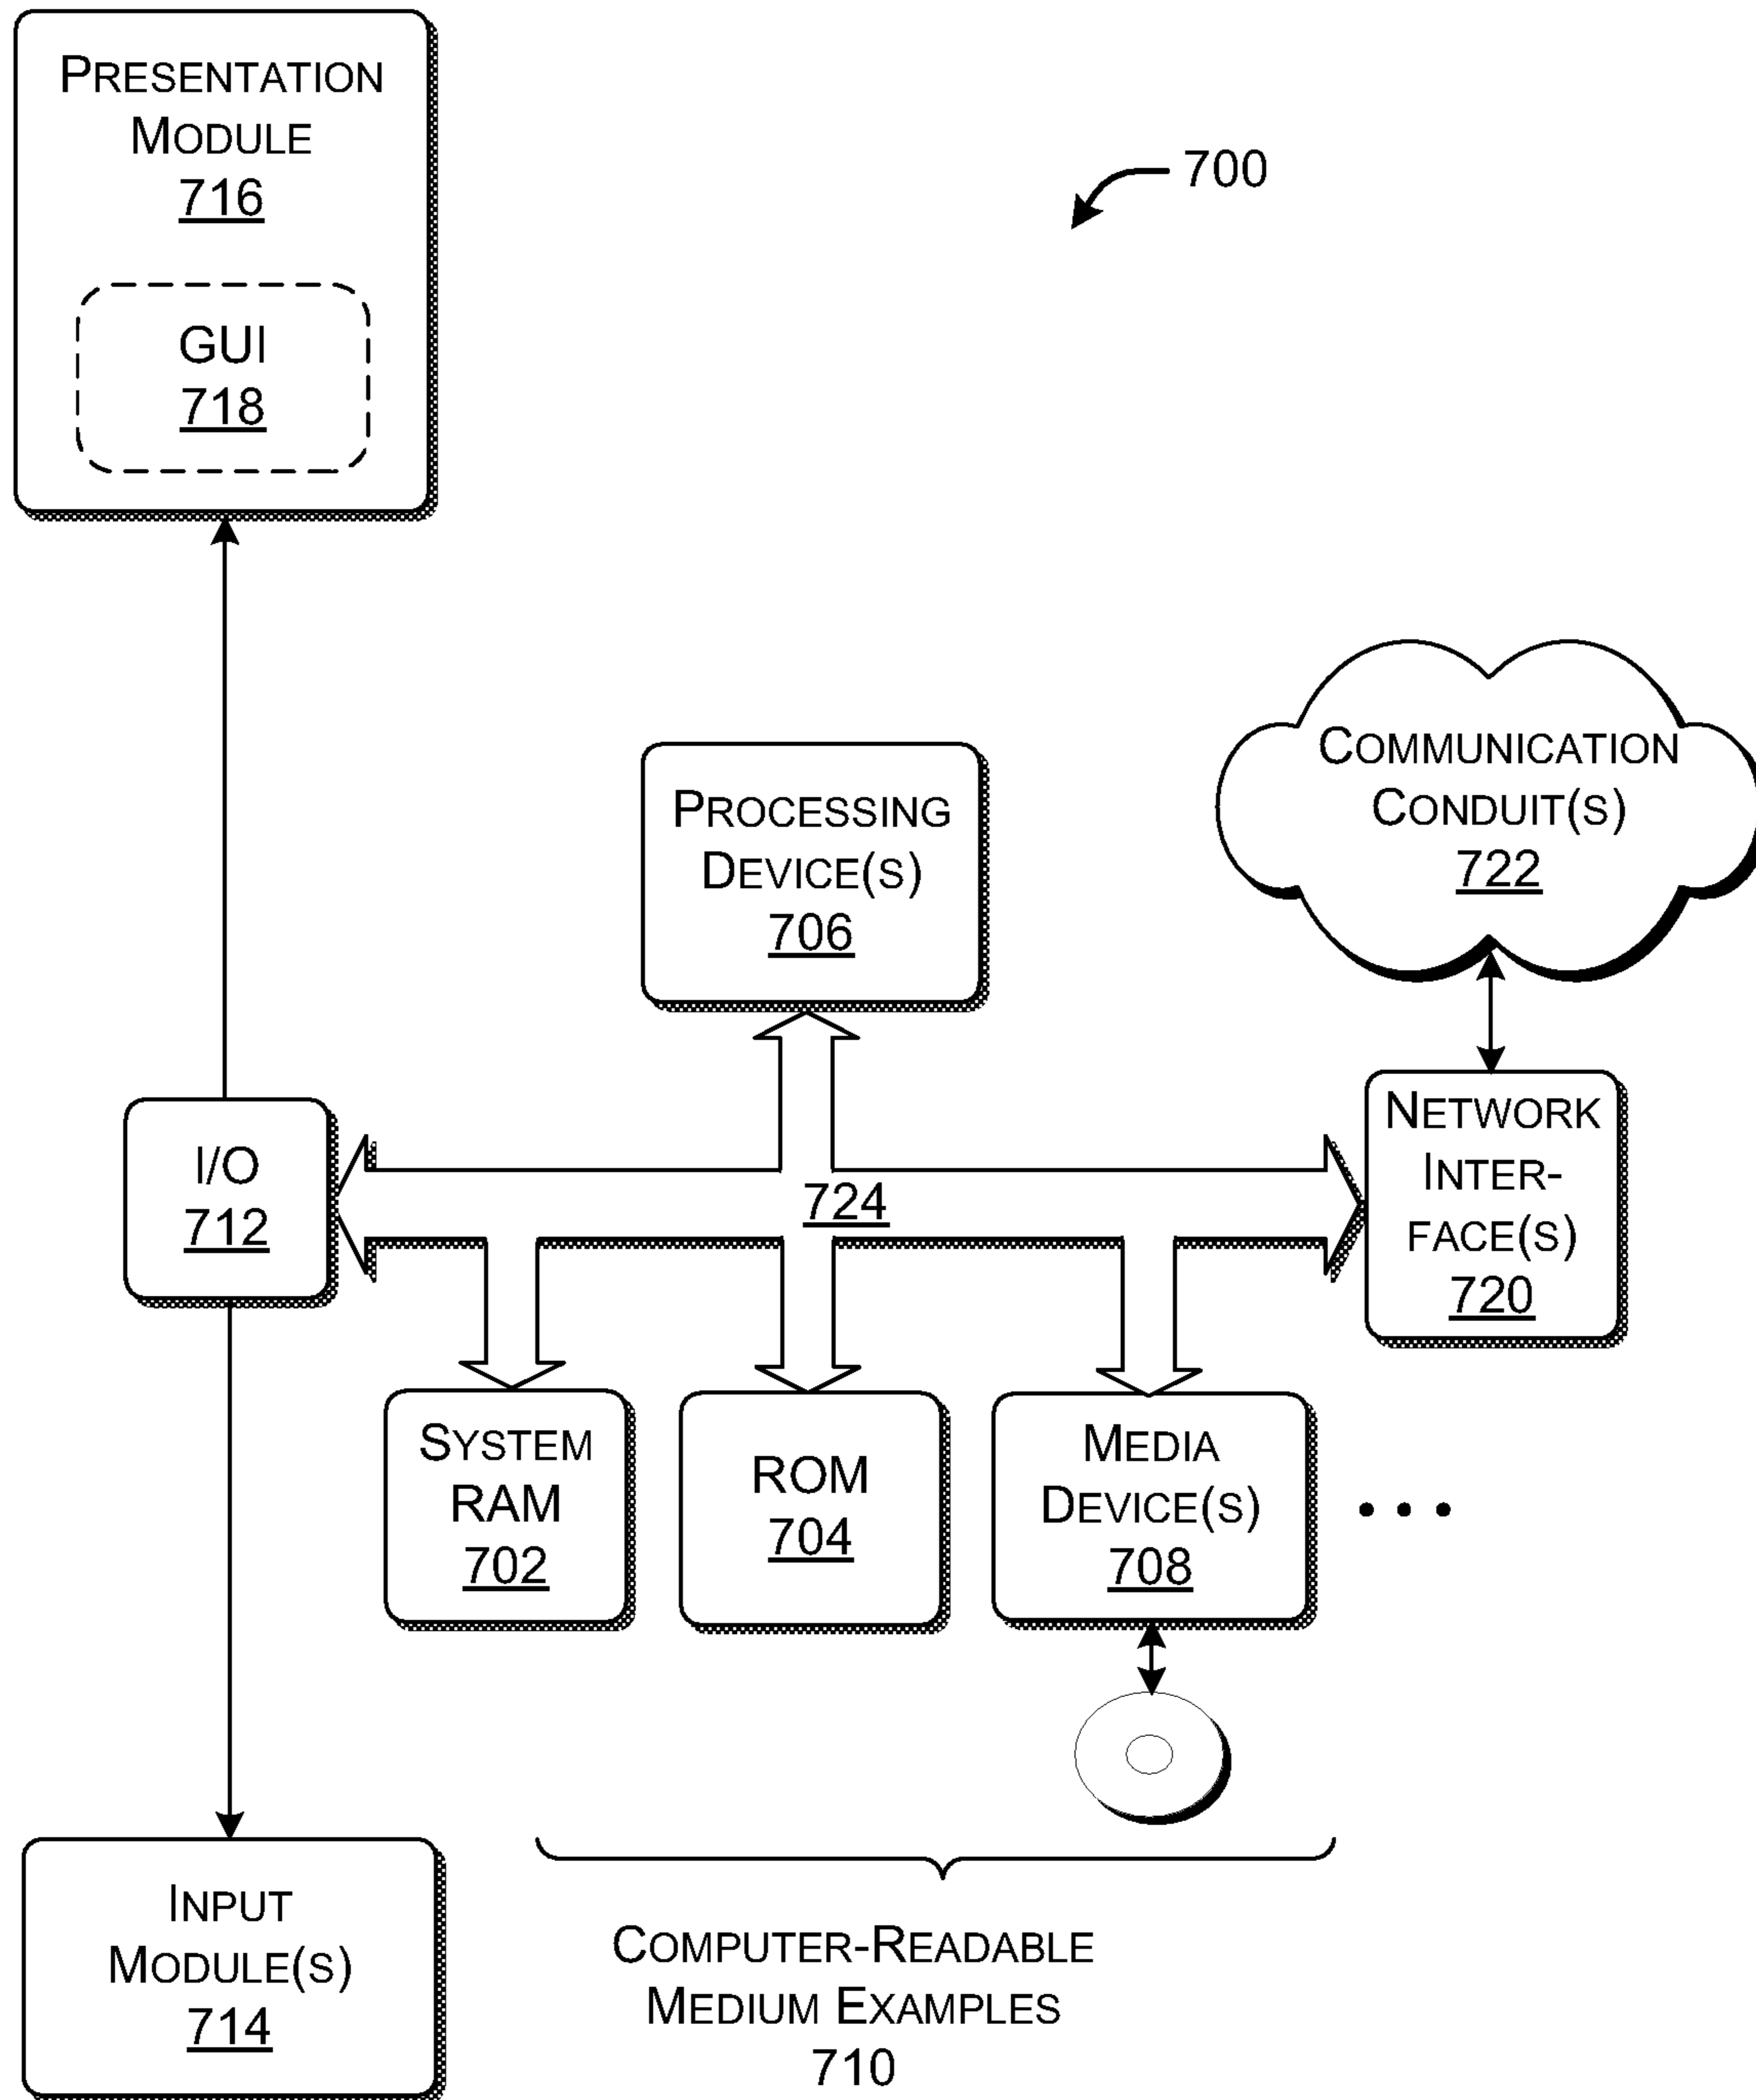 PRESENTATION
MODULE
716
GUI
718
700
COMMUNICATION
CONDUIT(S)
722
PROCESSING
DEVICE(S)
706
I/O
712
724
NETWORK
INTER-
FACE(S)
720
SYSTEM
RAM
702
ROM
704
MEDIA
DEVICE(S)
708
• • •
INPUT
MODULE(S)
714
COMPUTER-READABLE
MEDIUM EXAMPLES
710